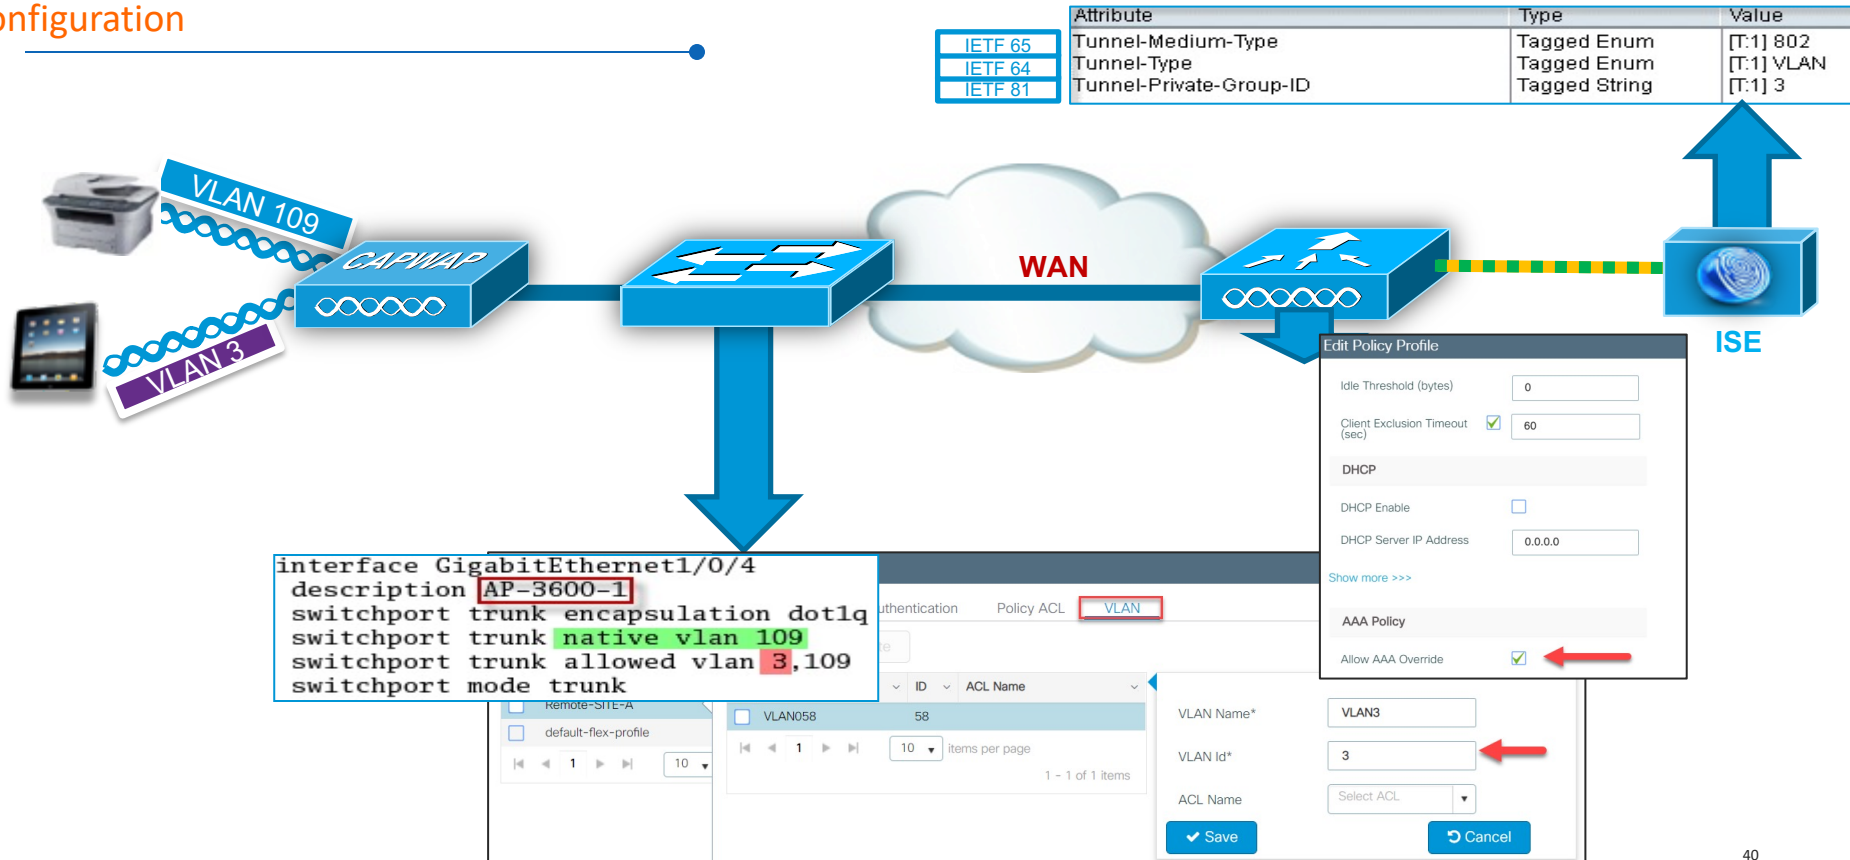 onfiguration
Attribute Type Value
IETF 65 Tunnel-Medium-Type Tagged Enum [T:1] 802
IETF 64 Tunnel-Type Tagged Enum [T:1] VLAN
IETF 81 Tunnel-Private-Group-ID Tagged String [T:1] 3
VLAN 109
CAPWAP
WAN
VLAN 3
ISE
Edit Policy Profile
Idle Threshold (bytes) 0
Client Exclusion Timeout 60
(sec)
DHCP
DHCP Enable
DHCP Server IP Address 0.0.0.0
Show more >>>
AAA Policy
Allow AAA Override
interface GigabitEthernet1/0/4
description AP-3600-1
switchport trunk encapsulation dot1q
switchport trunk native vlan 109
switchport trunk allowed vlan 3,109
switchport mode trunk
uthentication Policy ACL VLAN
ID ACL Name
Remote-SITE-A
default-flex-profile
1 10
VLAN058 58
1 10 items per page
1 - 1 of 1 items
VLAN Name* VLAN3
VLAN Id* 3
ACL Name Select ACL
Save Cancel
40